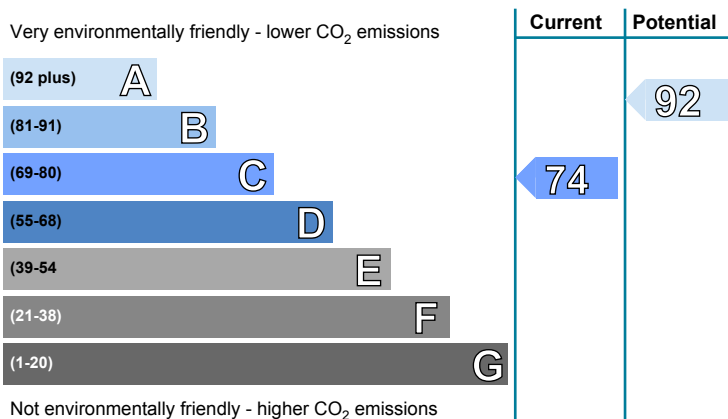 Very environmentally friendly - lower CO2 emissions
Current
Potential
(92 plus) A
(81-91) B
(69-80) C
(55-68) D
(39-54 E
(21-38) F
(1-20) G
92
74
Not environmentally friendly - higher CO2 emissions